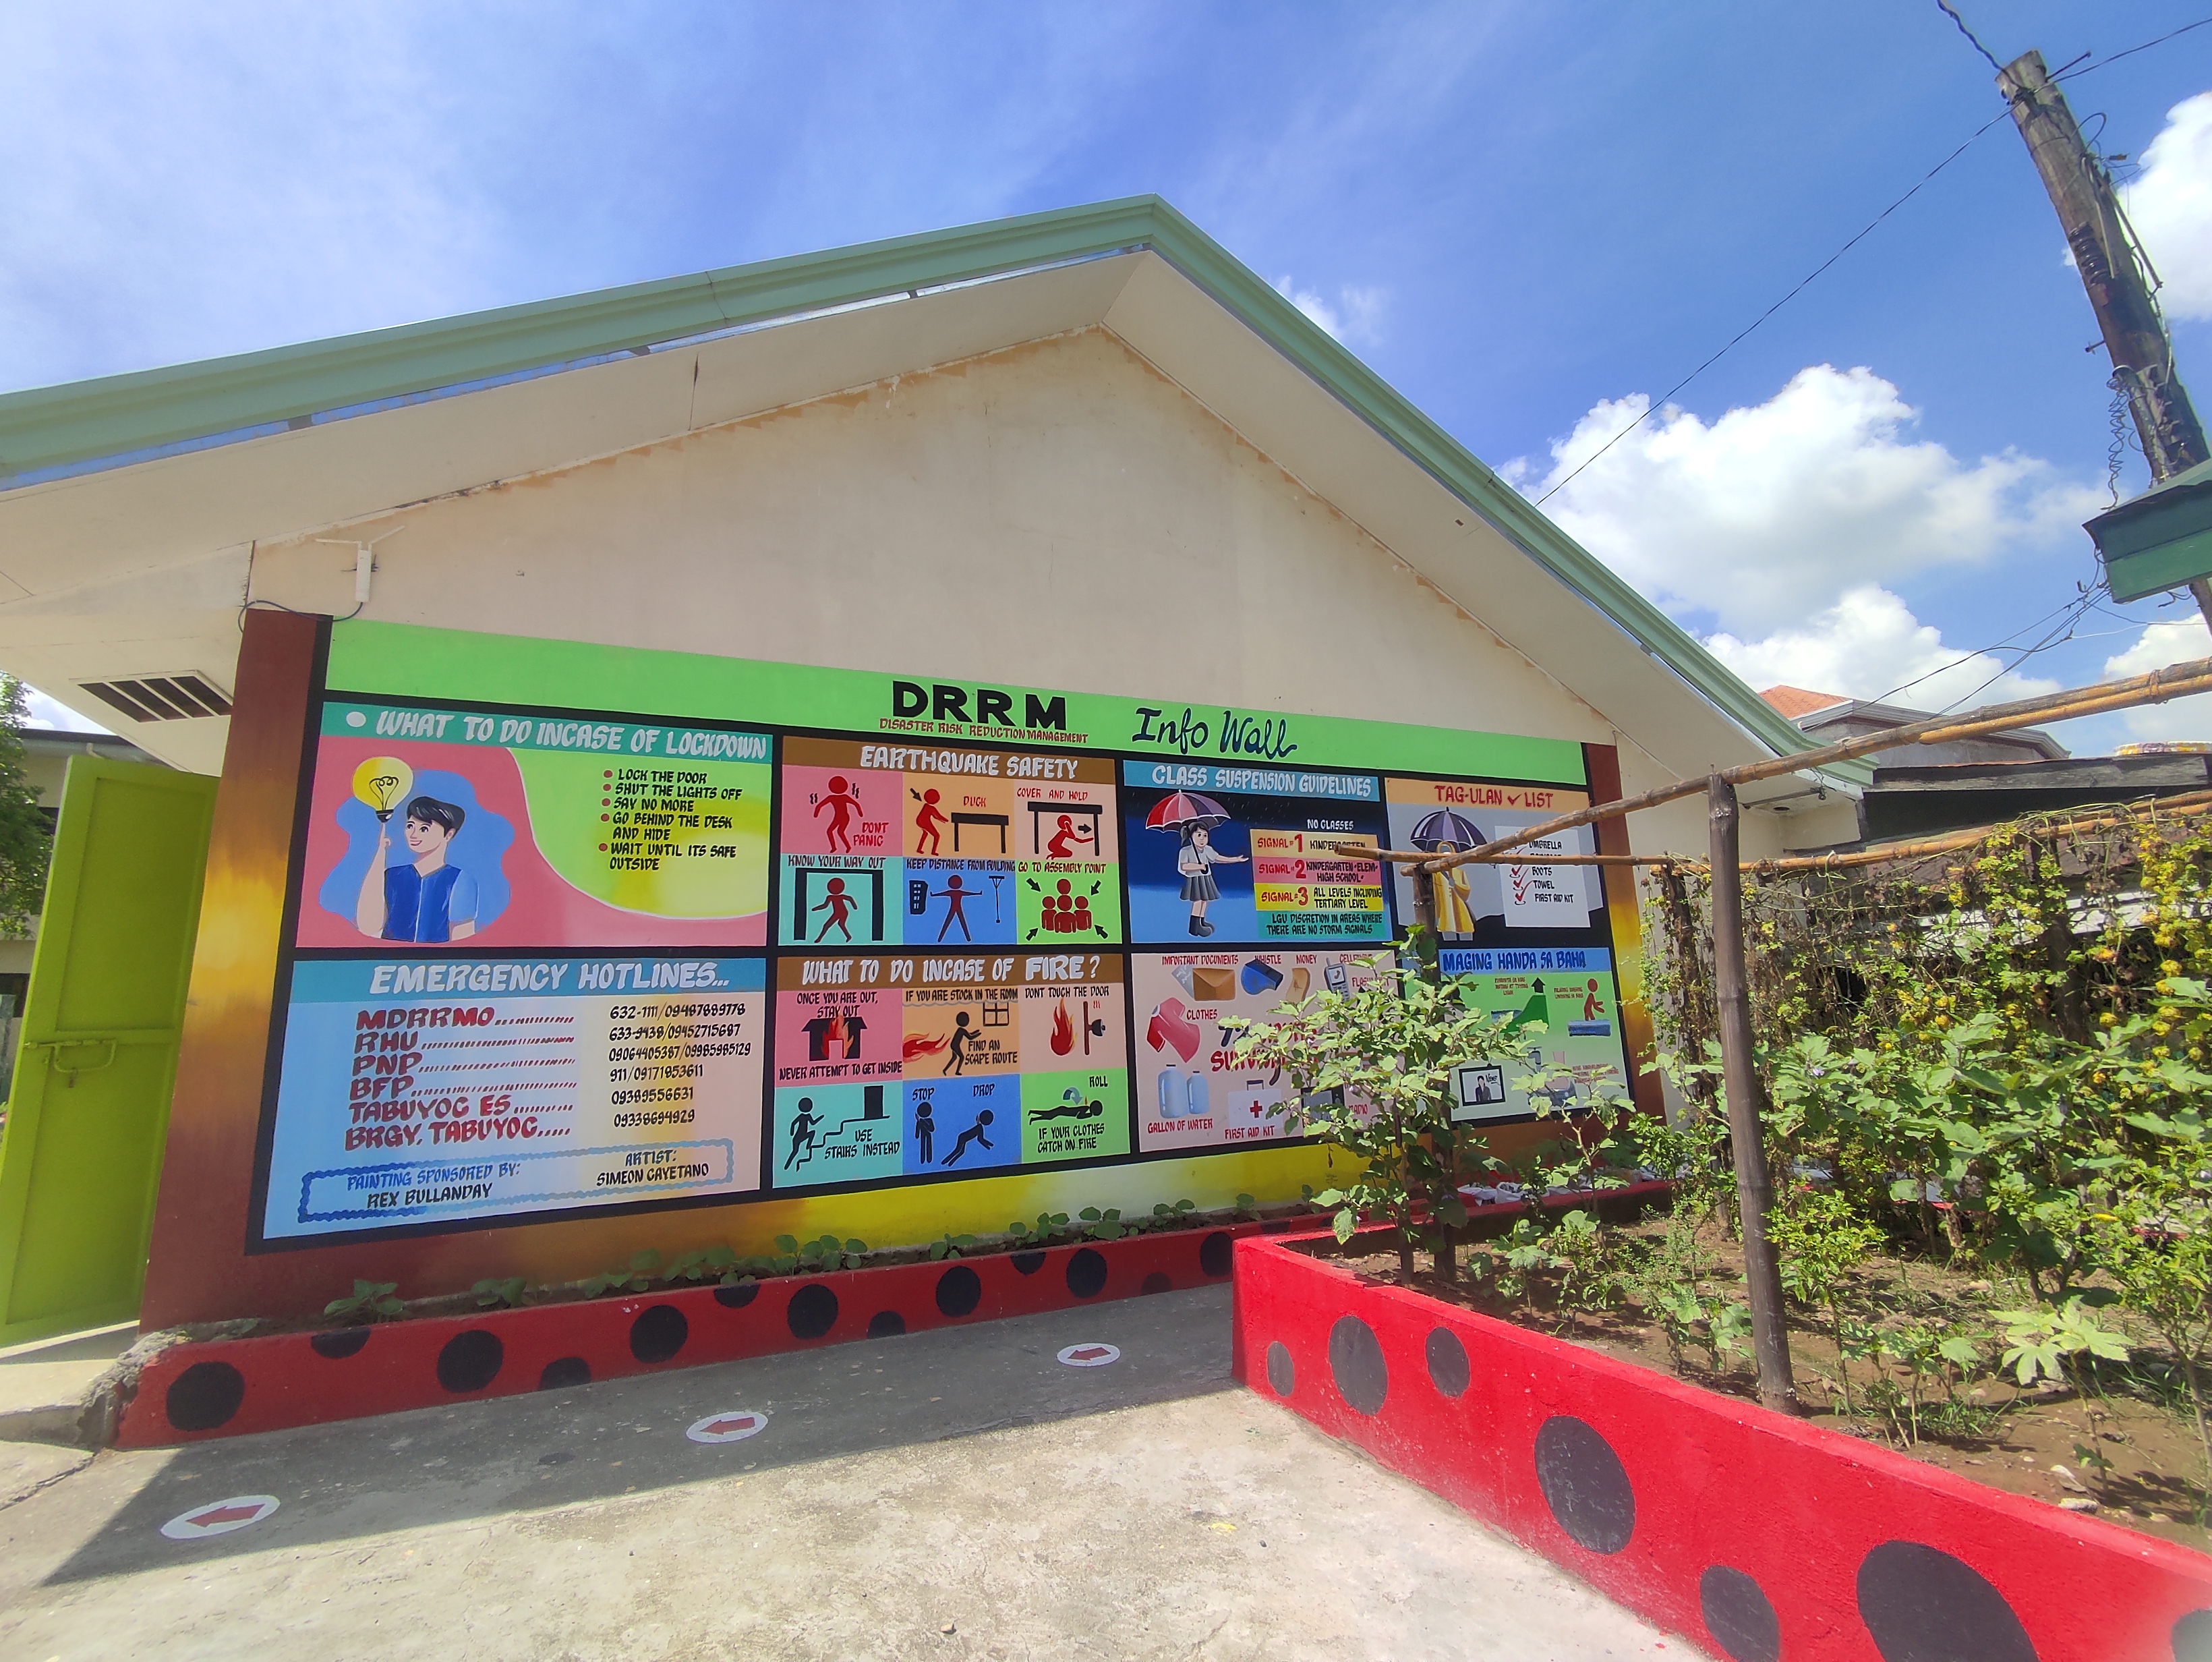 DRRM
DISASTER RISK REDUCTION MANAGEMENT
Info Wall
WHAT TO DO INCASE OF LOCKDOWN
LOCK THE DOOR
SHUT THE LIGHTS OFF
SAY NO MORE
GO BEHIND THE DESK
AND HIDE
WAIT UNTIL ITS SAFE
OUTSIDE
EARTHQUAKE SAFETY
DONT
PANIC
DUCK
COVER AND HOLD
KNOW YOUR WAY OUT
KEEP DISTANCE FROM BUILDING
GO TO ASSEMBLY POINT
CLASS SUSPENSION GUIDELINES
NO CLASSES
SIGNAL#1 KINDERGARTEN
SIGNAL#2 KINDERGARTEN-ELEM-
HIGH SCHOOL
SIGNAL#3 ALL LEVELS INCLUDING
TERTIARY LEVEL
LGU DISCRETION IN AREAS WHERE
THERE ARE NO STORM SIGNALS
TAG-ULAN ✓ LIST
UMBRELLA
BOOTS
TOWEL
FIRST AID KIT
EMERGENCY HOTLINES...
MDRRMO 632-1111/09487889778
RHU 633-9438/09452715687
PNP 09064405387/09985985129
BFP 911/09171953611
TABUYOC ES 09389556631
BRGY. TABUYOC 09338694929
PAINTING SPONSORED BY:
REX BULLANDAY
ARTIST:
SIMEON CAYETANO
WHAT TO DO INCASE OF FIRE?
ONCE YOU ARE OUT,
STAY OUT
NEVER ATTEMPT TO GET INSIDE
IF YOU ARE STOCK IN THE ROOM
FIND AN
SCAPE ROUTE
DONT TOUCH THE DOOR
USE
STAIRS INSTEAD
STOP
DROP
ROLL
IF YOUR CLOTHES
CATCH ON FIRE
IMPORTANT DOCUMENTS
WHISTLE
MONEY
CLOTHES
GALLON OF WATER
FIRST AID KIT
MAGING HANDA SA BAHA